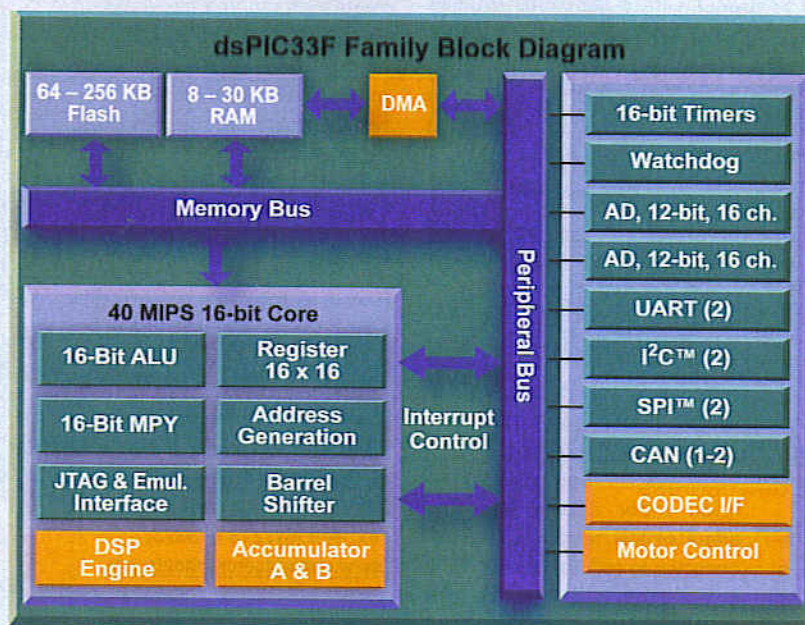 dsPIC33F Family Block Diagram
64 – 256 KB
Flash
8 – 30 KB
RAM
DMA
Memory Bus
Peripheral Bus
40 MIPS 16-bit Core
16-Bit ALU
Register
16 x 16
16-Bit MPY
Address
Generation
JTAG & Emul.
Interface
Barrel
Shifter
DSP
Engine
Accumulator
A & B
Interrupt
Control
16-bit Timers
Watchdog
AD, 12-bit, 16 ch.
AD, 12-bit, 16 ch.
UART (2)
I²C™ (2)
SPI™ (2)
CAN (1-2)
CODEC I/F
Motor Control